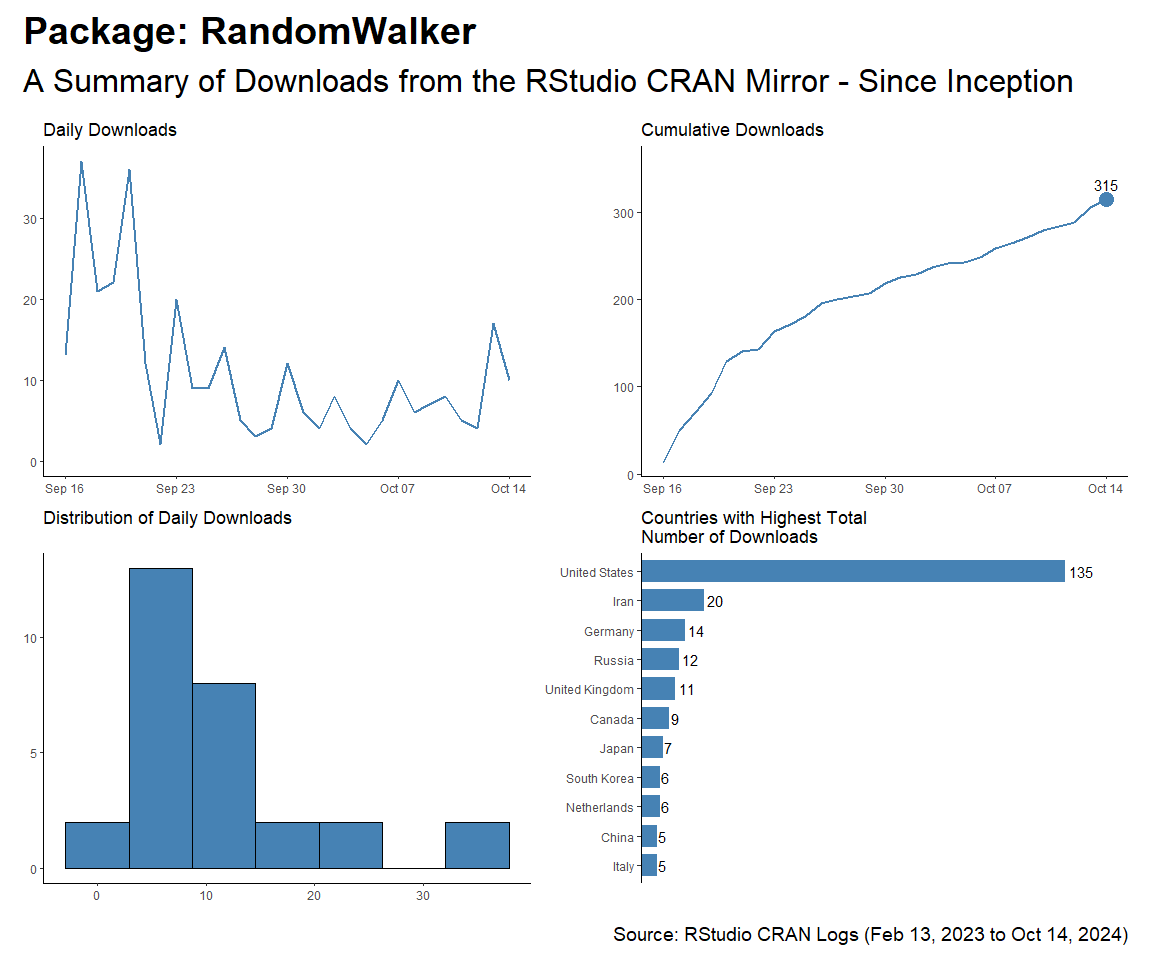 Package: RandomWalker
A Summary of Downloads from the RStudio CRAN Mirror - Since Inception
Daily Downloads
30
20
10
0
Sep 16 Sep 23 Sep 30 Oct 07 Oct 14
Cumulative Downloads
315
300
200
100
0
Sep 16 Sep 23 Sep 30 Oct 07 Oct 14
Distribution of Daily Downloads
10
5
0
0 10 20 30
Countries with Highest Total
Number of Downloads
United States 135
Iran 20
Germany 14
Russia 12
United Kingdom 11
Canada 9
Japan 7
South Korea 6
Netherlands 6
China 5
Italy 5
Source: RStudio CRAN Logs (Feb 13, 2023 to Oct 14, 2024)